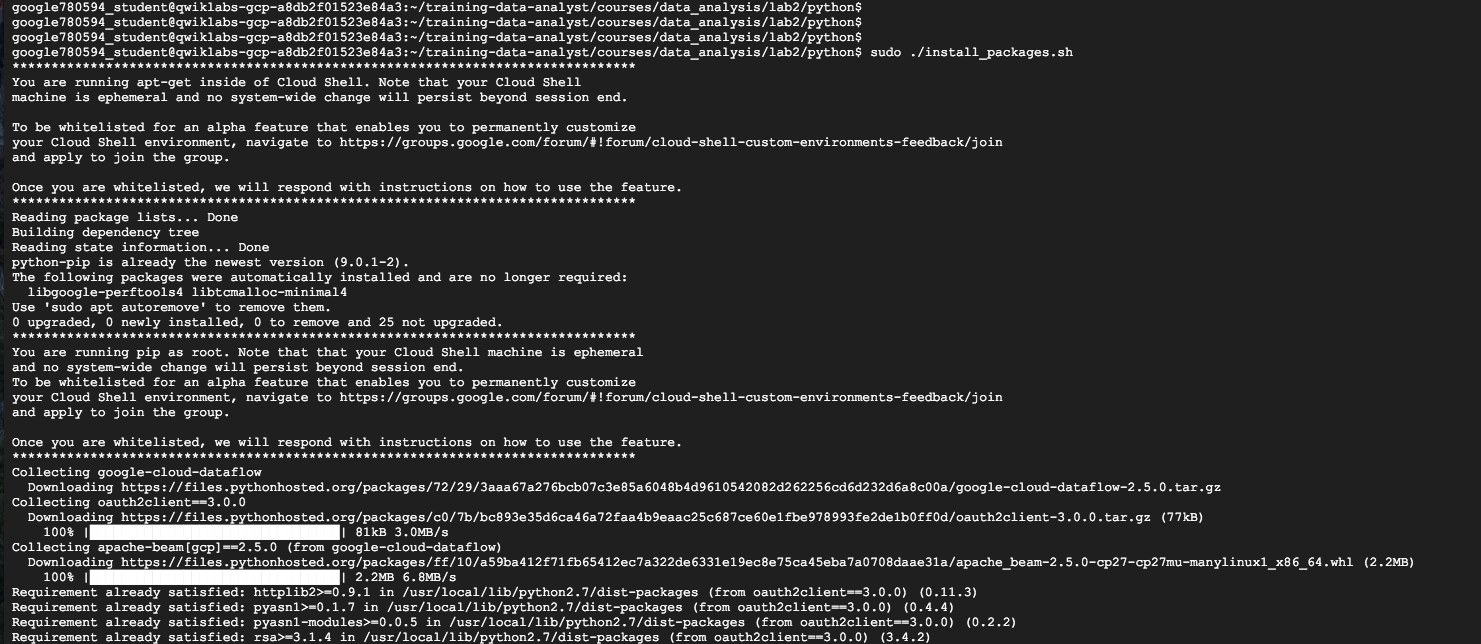 google780594_student@qwiklabs-gcp-a8db2f01523e84a3:~/training-data-analyst/courses/data_analysis/lab2/python$
google780594_student@qwiklabs-gcp-a8db2f01523e84a3:~/training-data-analyst/courses/data_analysis/lab2/python$
google780594_student@qwiklabs-gcp-a8db2f01523e84a3:~/training-data-analyst/courses/data_analysis/lab2/python$
google780594_student@qwiklabs-gcp-a8db2f01523e84a3:~/training-data-analyst/courses/data_analysis/lab2/python$ sudo ./install_packages.sh
********************************************************************************
You are running apt-get inside of Cloud Shell. Note that your Cloud Shell
machine is ephemeral and no system-wide change will persist beyond session end.
To be whitelisted for an alpha feature that enables you to permanently customize
your Cloud Shell environment, navigate to https://groups.google.com/forum/#!forum/cloud-shell-custom-environments-feedback/join
and apply to join the group.
Once you are whitelisted, we will respond with instructions on how to use the feature.
********************************************************************************
Reading package lists... Done
Building dependency tree
Reading state information... Done
python-pip is already the newest version (9.0.1-2).
The following packages were automatically installed and are no longer required:
  libgoogle-perftools4 libtcmalloc-minimal4
Use 'sudo apt autoremove' to remove them.
0 upgraded, 0 newly installed, 0 to remove and 25 not upgraded.
********************************************************************************
You are running pip as root. Note that that your Cloud Shell machine is ephemeral
and no system-wide change will persist beyond session end.
To be whitelisted for an alpha feature that enables you to permanently customize
your Cloud Shell environment, navigate to https://groups.google.com/forum/#!forum/cloud-shell-custom-environments-feedback/join
and apply to join the group.
Once you are whitelisted, we will respond with instructions on how to use the feature.
********************************************************************************
Collecting google-cloud-dataflow
  Downloading https://files.pythonhosted.org/packages/72/29/3aaa67a276bcb07c3e85a6048b4d9610542082d262256cd6d232d6a8c00a/google-cloud-dataflow-2.5.0.tar.gz
Collecting oauth2client==3.0.0
  Downloading https://files.pythonhosted.org/packages/c0/7b/bc893e35d6ca46a72faa4b9eaac25c687ce60e1fbe978993fe2de1b0ff0d/oauth2client-3.0.0.tar.gz (77kB)
    100% |████████████████████████████████| 81kB 3.0MB/s
Collecting apache-beam[gcp]==2.5.0 (from google-cloud-dataflow)
  Downloading https://files.pythonhosted.org/packages/ff/10/a59ba412f71fb65412ec7a322de6331e19ec8e75ca45eba7a0708daae31a/apache_beam-2.5.0-cp27-cp27mu-manylinux1_x86_64.whl (2.2MB)
    100% |████████████████████████████████| 2.2MB 6.8MB/s
Requirement already satisfied: httplib2>=0.9.1 in /usr/local/lib/python2.7/dist-packages (from oauth2client==3.0.0) (0.11.3)
Requirement already satisfied: pyasn1>=0.1.7 in /usr/local/lib/python2.7/dist-packages (from oauth2client==3.0.0) (0.4.4)
Requirement already satisfied: pyasn1-modules>=0.0.5 in /usr/local/lib/python2.7/dist-packages (from oauth2client==3.0.0) (0.2.2)
Requirement already satisfied: rsa>=3.1.4 in /usr/local/lib/python2.7/dist-packages (from oauth2client==3.0.0) (3.4.2)